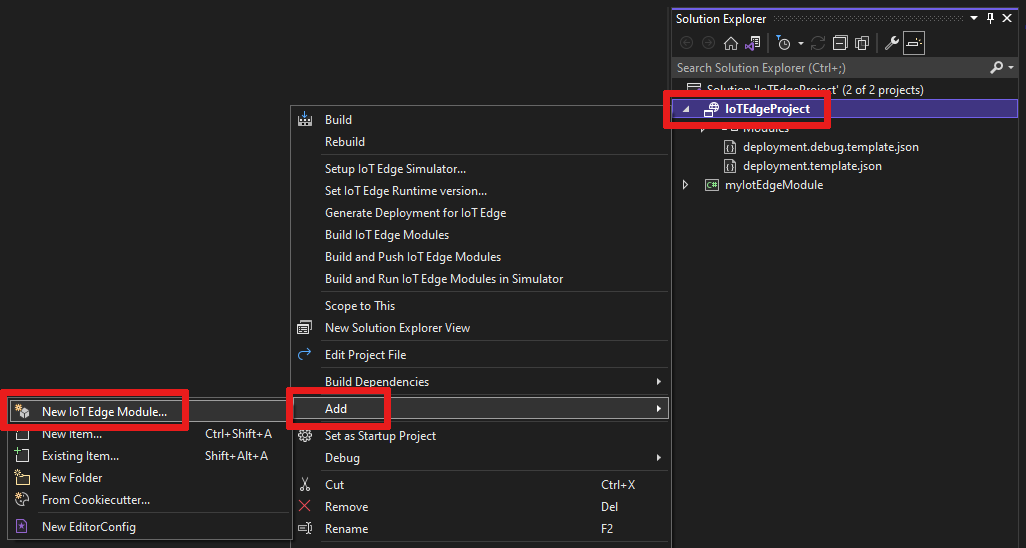 Solution Explorer
Search Solution Explorer (Ctrl+;)
Solution 'IoTEdgeProject' (2 of 2 projects)
IoTEdgeProject
Modules
deployment.debug.template.json
deployment.template.json
C# myIotEdgeModule
Build
Rebuild
Setup IoT Edge Simulator...
Set IoT Edge Runtime version...
Generate Deployment for IoT Edge
Build IoT Edge Modules
Build and Push IoT Edge Modules
Build and Run IoT Edge Modules in Simulator
Scope to This
New Solution Explorer View
Edit Project File
Build Dependencies
Add
Set as Startup Project
Debug
Cut Ctrl+X
Remove Del
Rename F2
New IoT Edge Module...
New Item... Ctrl+Shift+A
Existing Item... Shift+Alt+A
New Folder
From Cookiecutter...
New EditorConfig